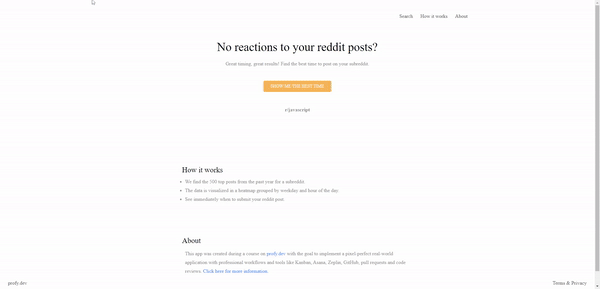 Search How it works About
No reactions to your reddit posts?
Great timing, great results! Find the best time to post on your subreddit.
SHOW ME THE BEST TIME
r/javascript
How it works
• We find the 500 top posts from the past year for a subreddit.
• The data is visualized in a heatmap grouped by weekday and hour of the day.
• See immediately when to submit your reddit post.
About
This app was created during a course on profy.dev with the goal to implement a pixel-perfect real-world
application with professional workflows and tools like Kanban, Asana, Zeplin, GitHub, pull requests and code
reviews. Click here for more information.
profy.dev Terms & Privacy